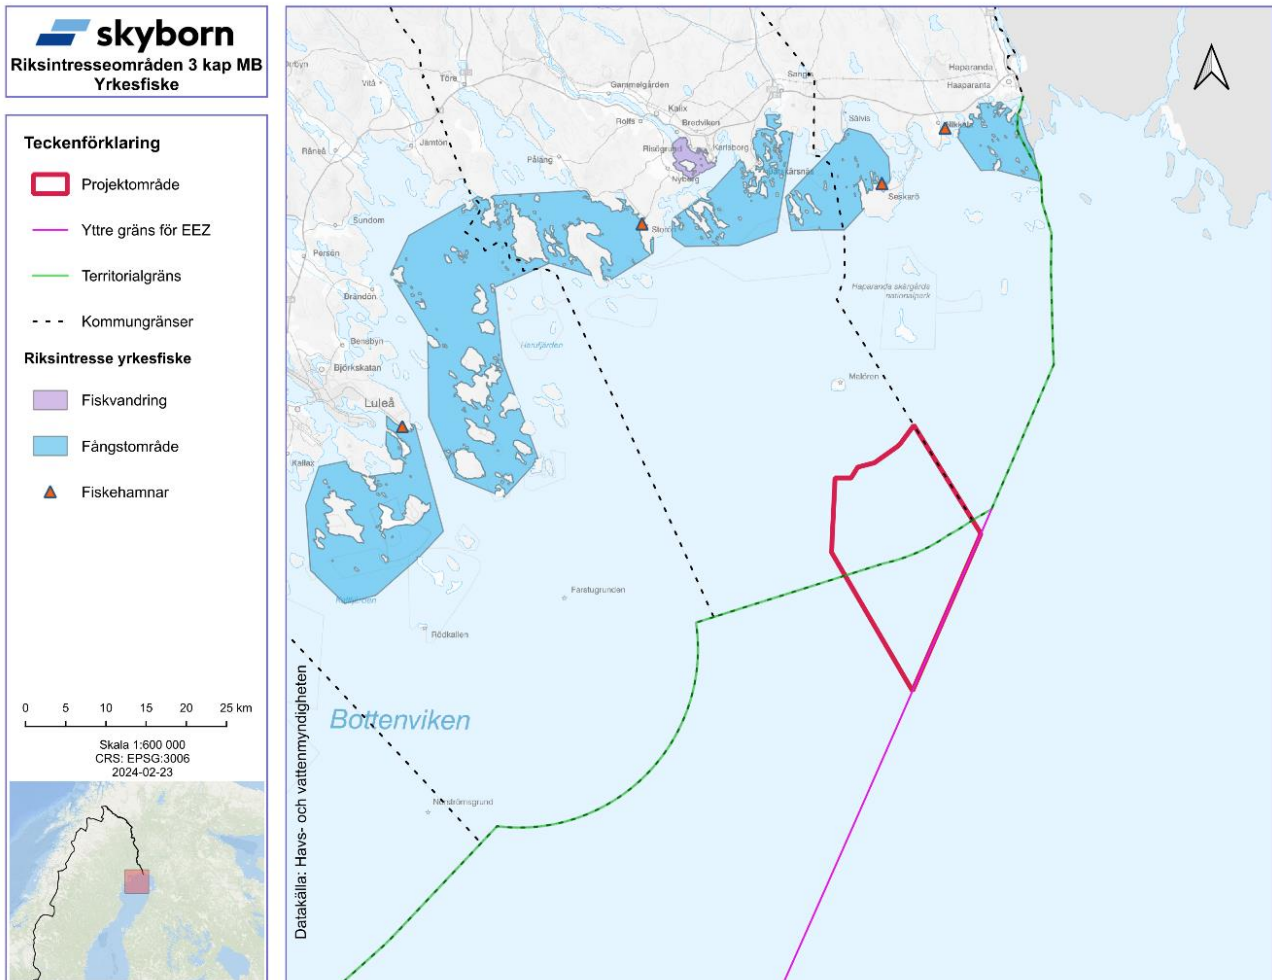 skyborn
Riksintresseområden 3 kap MB
Yrkesfiske
Teckenförklaring
Projektområde
Yttre gräns för EEZ
Territorialgräns
Kommungränser
Riksintresse yrkesfiske
Fiskvandring
Fångstområde
Fiskehamnar
0 5 10 15 20 25 km
Skala 1:600 000
CRS: EPSG:3006
2024-02-23
Datakälla: Havs- och vattenmyndigheten
Vitå
Töre
Gammelgården
Kalix
Rolfs
Bredviken
Haparanda
Haaparanta
Sälvis
Risögrund
Karlsborg
Nyborg
Jämtön
Pålång
Råneå
Seskarö
Sundom
Persön
Haparanda skärgårds
nationalpark
Brändön
Bensbyn
Björkskatan
Luleå
Malören
Farstugrunden
Rödkallen
Bottenviken
Norströmsgrund